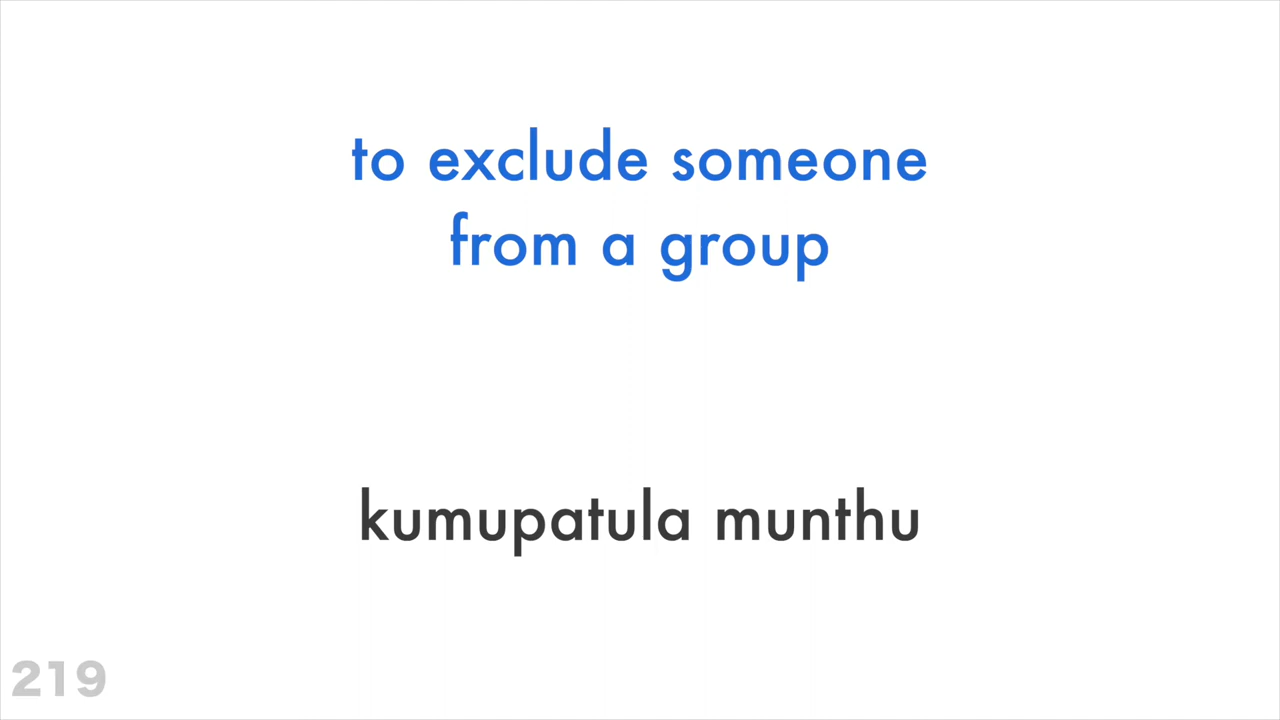 to exclude someone
from a group
kumupatula munthu
219